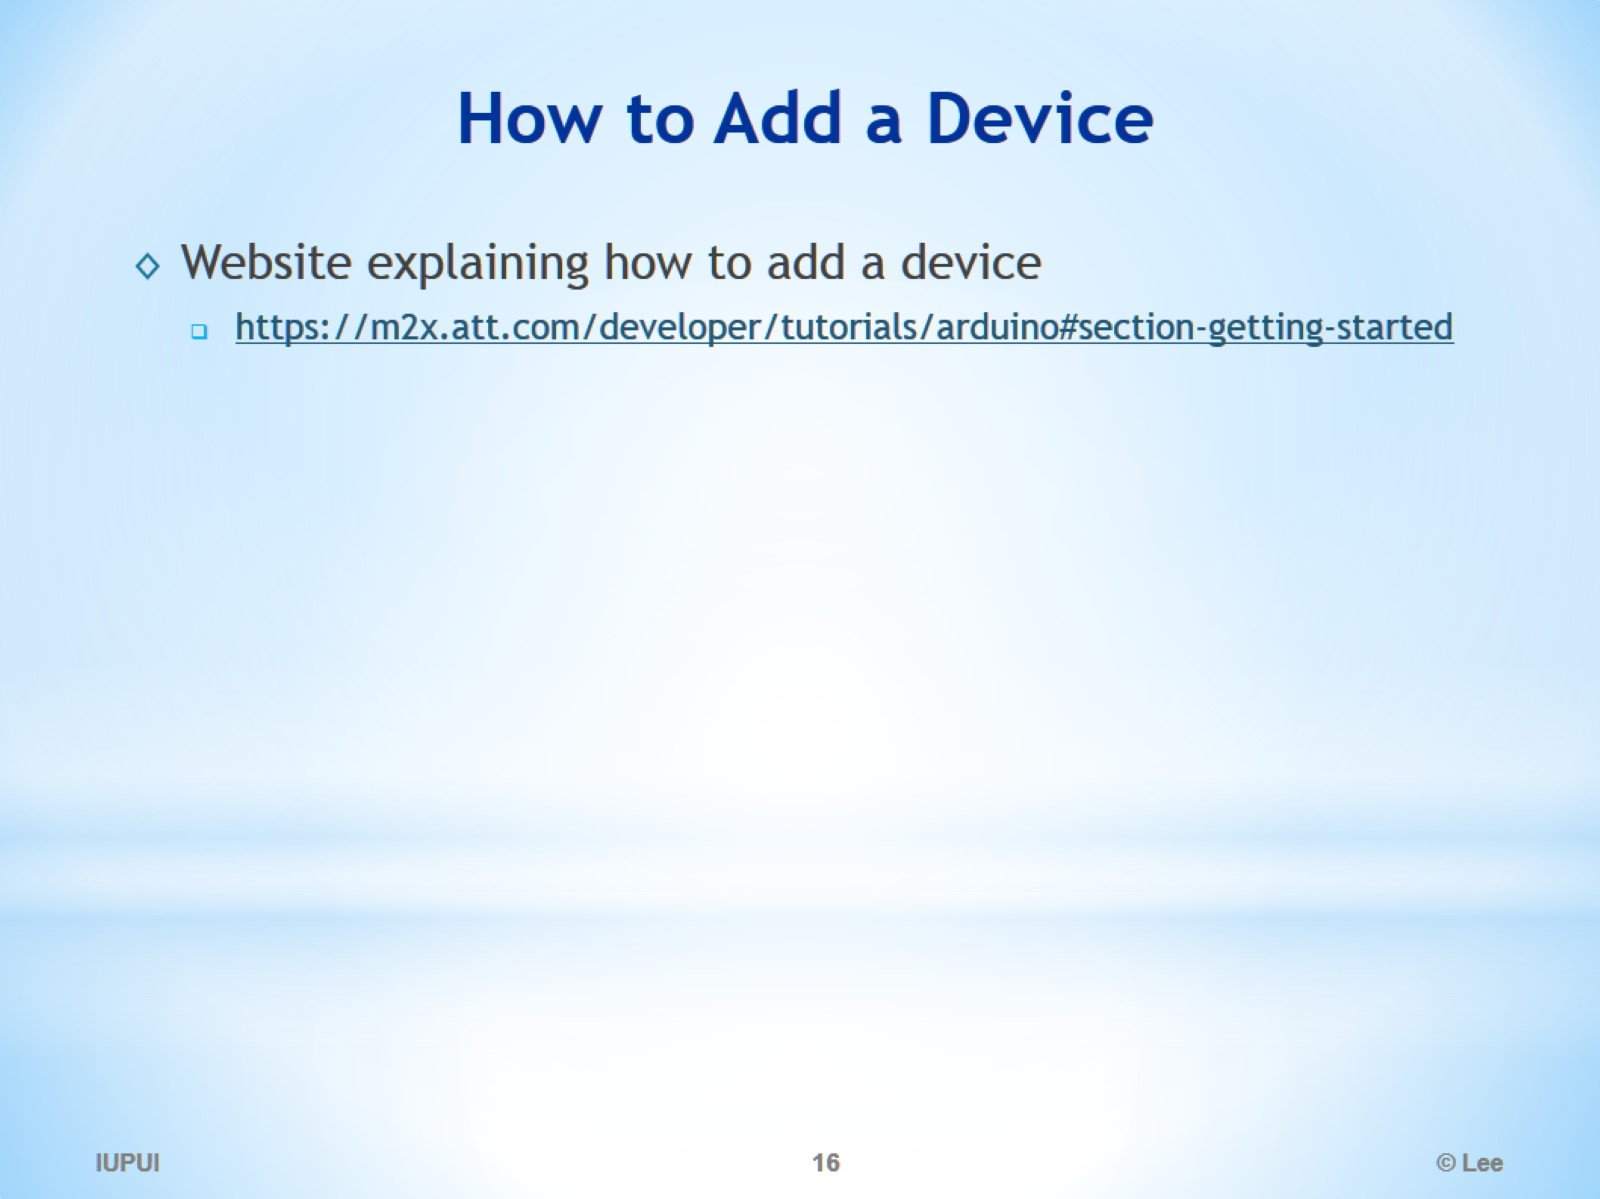 How to Add a Device
Website explaining how to add a device
https://m2x.att.com/developer/tutorials/arduino#section-getting-started
IUPUI
16
© Lee